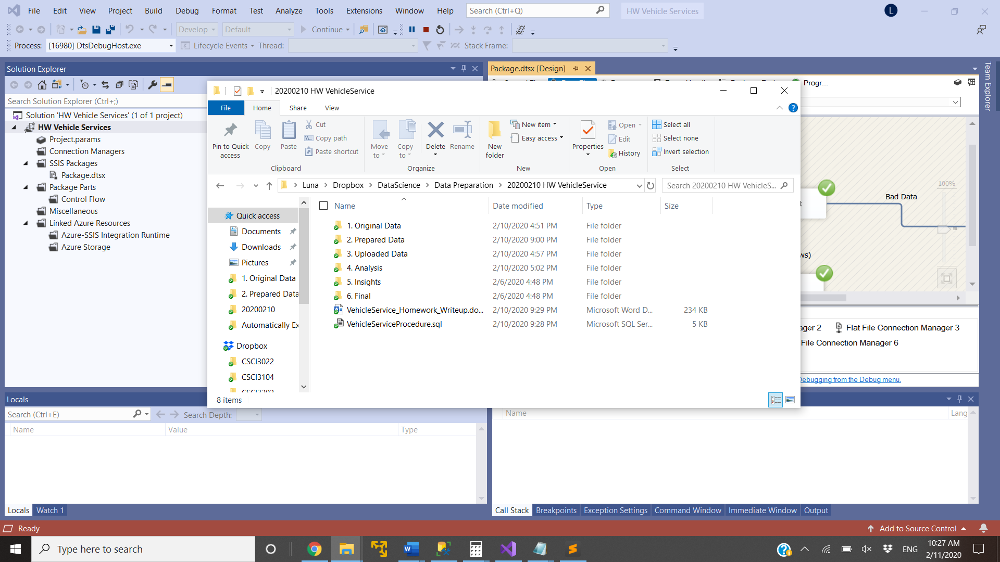 File Edit View Project Build Debug Format Test Analyze Tools Extensions Window Help Search (Ctrl+Q) HW Vehicle Services L
Develop Default Continue
Process: [16980] DtsDebugHost.exe Lifecycle Events Thread: Stack Frame:
Solution Explorer
Search Solution Explorer (Ctrl+;)
Solution 'HW Vehicle Services' (1 of 1 project)
HW Vehicle Services
Project.params
Connection Managers
SSIS Packages
Package.dtsx
Package Parts
Control Flow
Miscellaneous
Linked Azure Resources
Azure-SSIS Integration Runtime
Azure Storage
Package.dtsx [Design]
Progr...
Team Explorer
20200210 HW VehicleService
File Home Share View
Pin to Quick access
Copy
Paste
Cut
Copy path
Paste shortcut
Clipboard
Move to
Copy to
Delete
Rename
Organize
New folder
New item
Easy access
New
Properties
Open
Edit
History
Open
Select all
Select none
Invert selection
Select
Luna Dropbox DataScience Data Preparation 20200210 HW VehicleService
Search 20200210 HW VehicleS...
Quick access
Documents
Downloads
Pictures
1. Original Data
2. Prepared Data
20200210
Automatically Ex
Dropbox
CSCI3022
CSCI3104
Name Date modified Type Size
1. Original Data 2/10/2020 4:51 PM File folder
2. Prepared Data 2/10/2020 9:00 PM File folder
3. Uploaded Data 2/10/2020 4:57 PM File folder
4. Analysis 2/10/2020 5:02 PM File folder
5. Insights 2/6/2020 4:48 PM File folder
6. Final 2/6/2020 4:48 PM File folder
VehicleService_Homework_Writeup.do... 2/10/2020 9:29 PM Microsoft Word D... 234 KB
VehicleServiceProcedure.sql 2/10/2020 9:28 PM Microsoft SQL Ser... 5 KB
8 items
100%
Bad Data
ws)
ager 2 Flat File Connection Manager 3
File Connection Manager 6
Debugging from the Debug menu.
Locals
Search (Ctrl+E) Search Depth:
Name Value Type
Locals Watch 1
Name Lang
Call Stack Breakpoints Exception Settings Command Window Immediate Window Output
Ready Add to Source Control
Type here to search
ENG
10:27 AM
2/11/2020